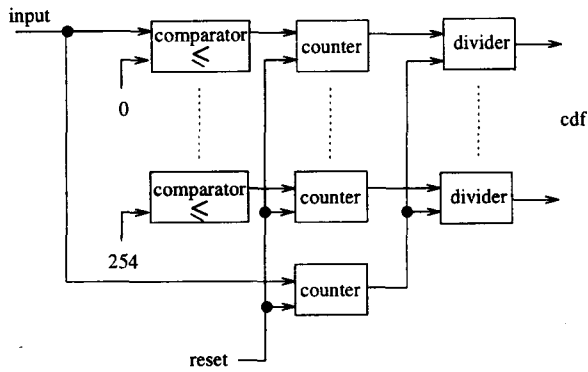 input
comparator
≤
counter
divider
0
cdf
comparator
≤
counter
divider
254
counter
reset